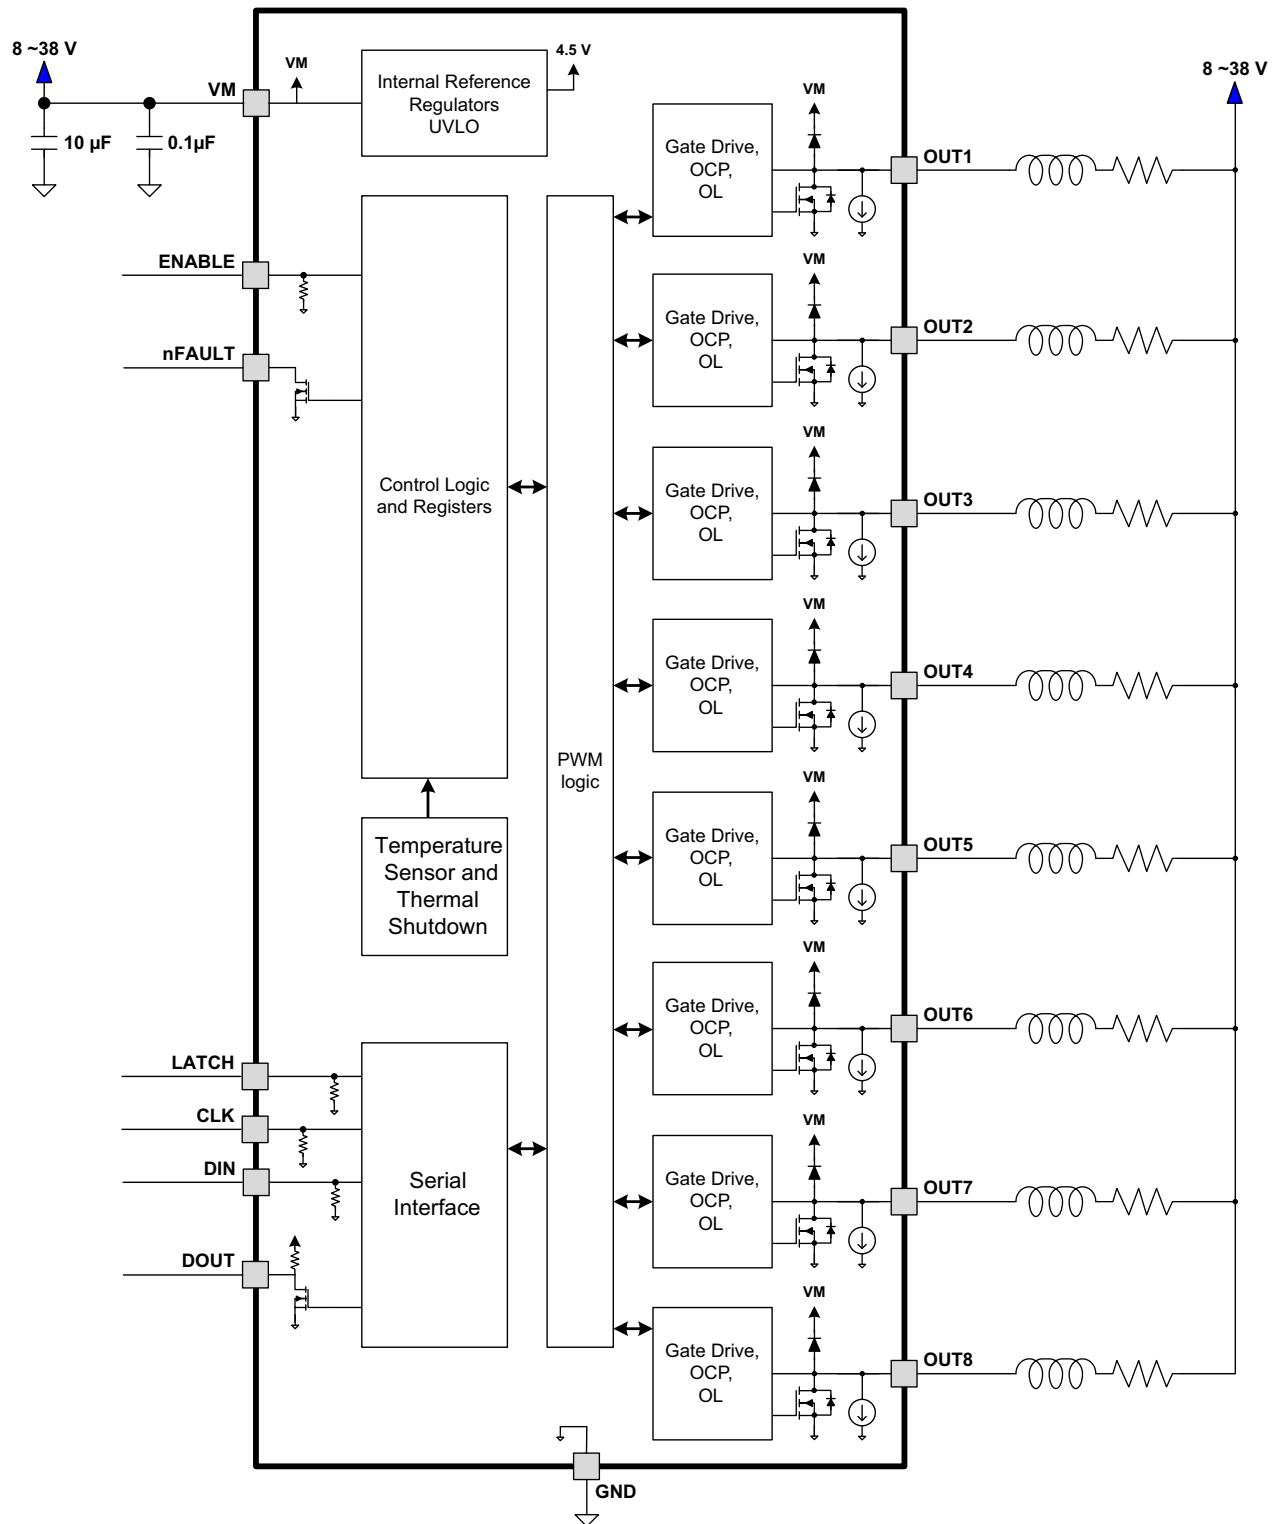 8 ~38 V
VM
10 µF
0.1µF
VM
Internal Reference
Regulators
UVLO
4.5 V
ENABLE
nFAULT
Control Logic
and Registers
Temperature
Sensor and
Thermal
Shutdown
LATCH
CLK
DIN
DOUT
Serial
Interface
PWM
logic
Gate Drive,
OCP,
OL
VM
OUT1
Gate Drive,
OCP,
OL
VM
OUT2
Gate Drive,
OCP,
OL
VM
OUT3
Gate Drive,
OCP,
OL
VM
OUT4
Gate Drive,
OCP,
OL
VM
OUT5
Gate Drive,
OCP,
OL
VM
OUT6
Gate Drive,
OCP,
OL
VM
OUT7
Gate Drive,
OCP,
OL
VM
OUT8
8 ~38 V
GND